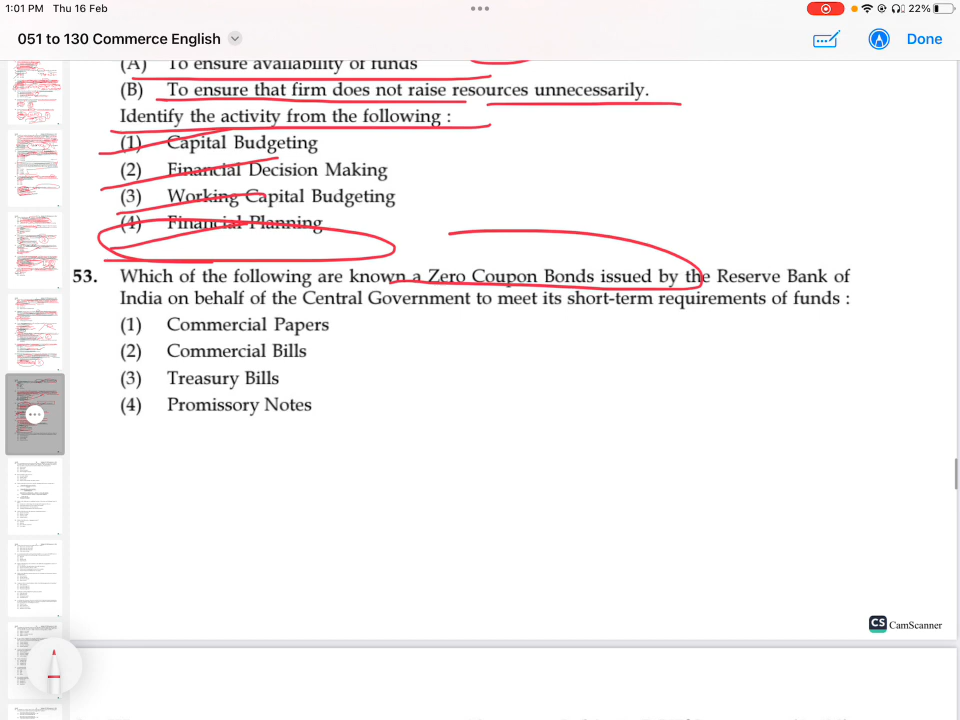 1:01 PM Thu 16 Feb
22%
051 to 130 Commerce English
Done
(A) To ensure availability of funds
(B) To ensure that firm does not raise resources unnecessarily.
Identify the activity from the following :
(1) Capital Budgeting
(2) Financial Decision Making
(3) Working Capital Budgeting
(4) Financial Planning
53. Which of the following are known a Zero Coupon Bonds issued by the Reserve Bank of
India on behalf of the Central Government to meet its short-term requirements of funds :
(1) Commercial Papers
(2) Commercial Bills
(3) Treasury Bills
(4) Promissory Notes
CS CamScanner